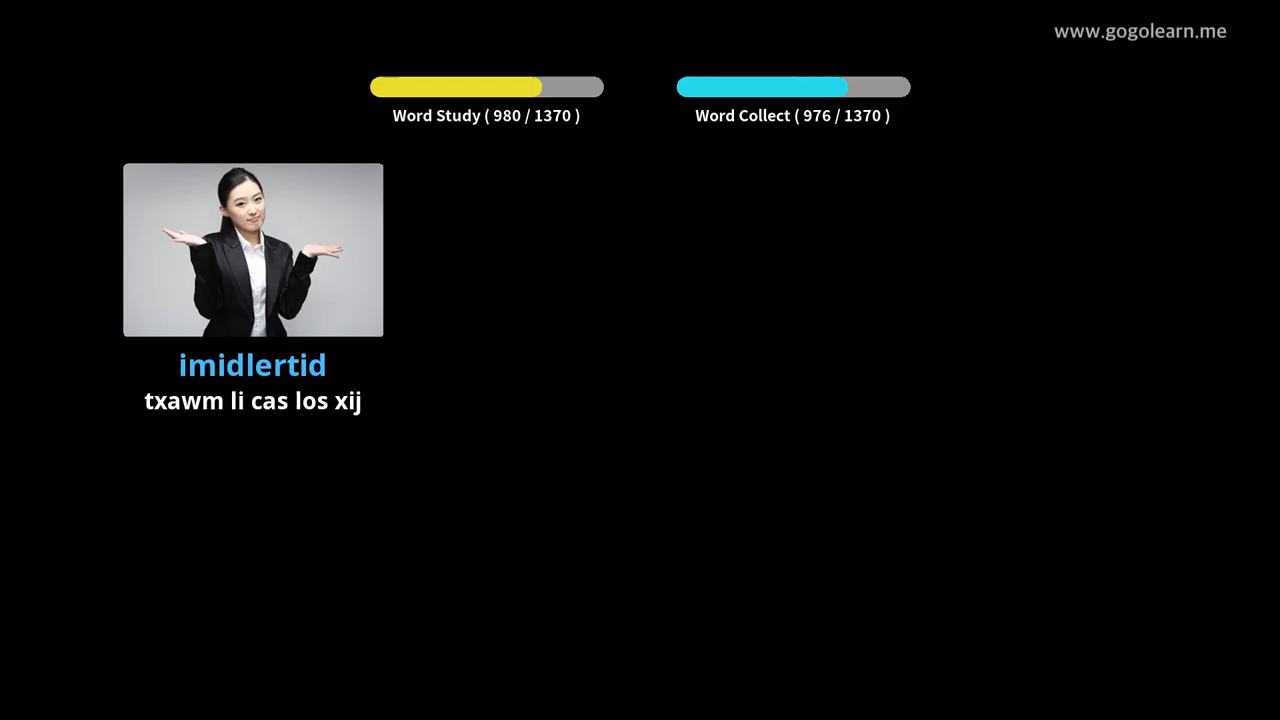 www.gogolearn.me
Word Study ( 980 / 1370 )
Word Collect ( 976 / 1370 )
imidlertid
txawm li cas los xij